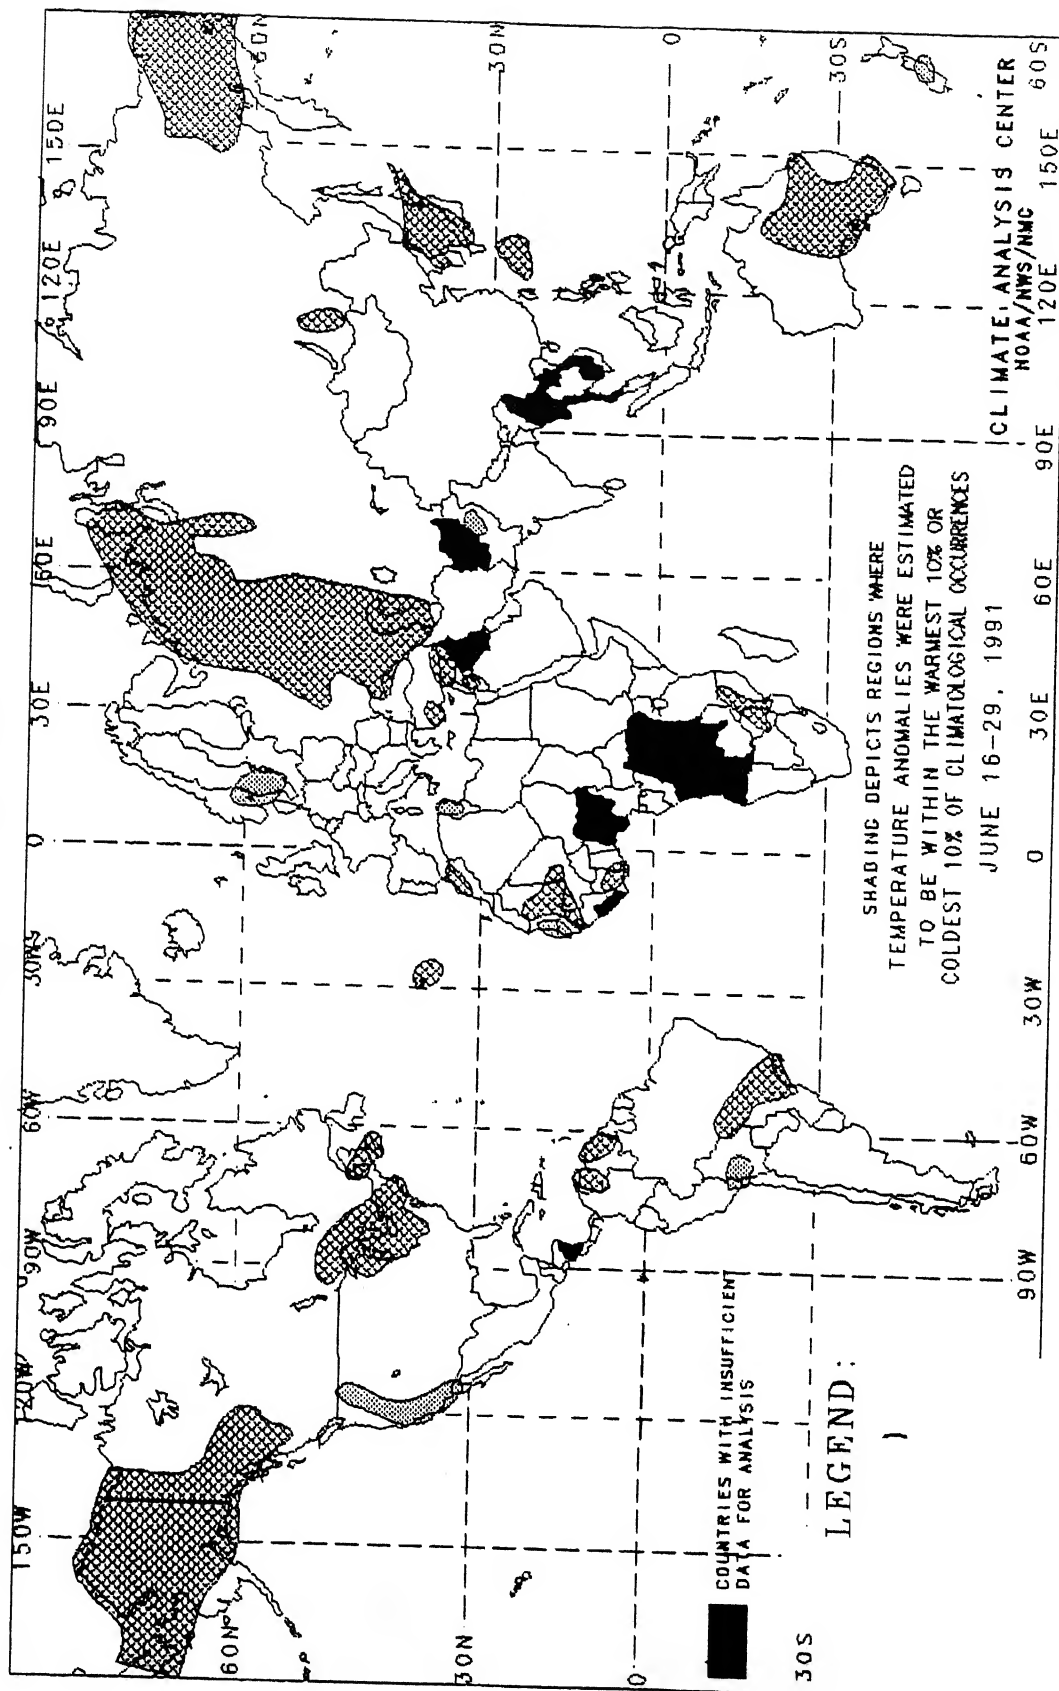 150W
120W
90W
60W
30W
0
30E
60E
90E
120E
150E
60N
60N
30N
30N
0
0
30S
30S
60S
90W
60W
30W
0
30E
60E
90E
120E
150E
SHADING DEPICTS REGIONS WHERE
TEMPERATURE ANOMALIES WERE ESTIMATED
TO BE WITHIN THE WARMEST 10% OR
COLDEST 10% OF CLIMATOLOGICAL OCCURRENCES
JUNE 16-29, 1991
CLIMATE ANALYSIS CENTER
NOAA/NWS/NMC
COUNTRIES WITH INSUFFICIENT
DATA FOR ANALYSIS
LEGEND: